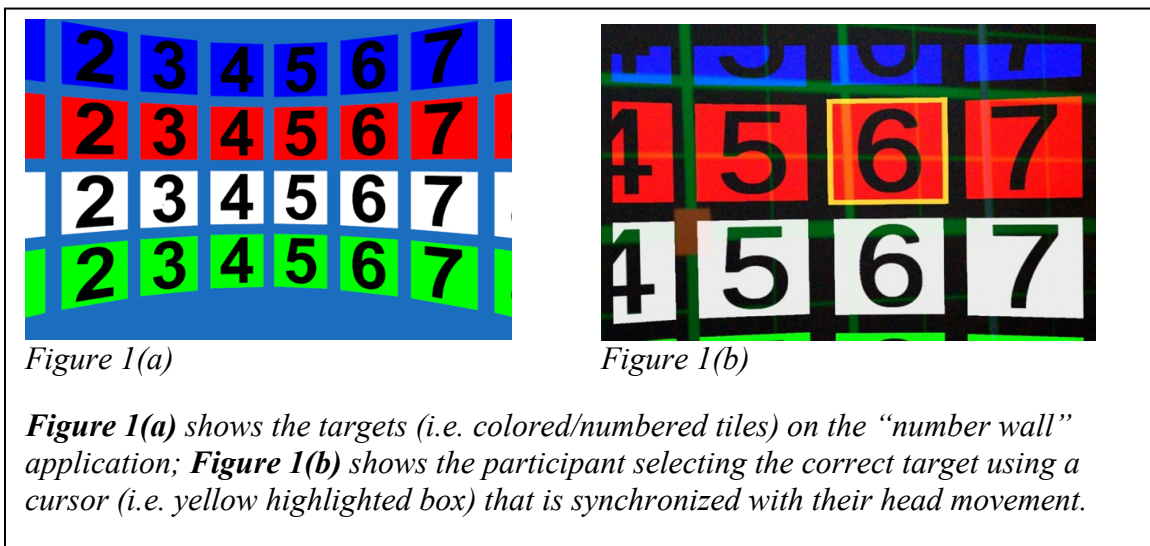 2 3 4 5 6 7
2 3 4 5 6 7
2 3 4 5 6 7
2 3 4 5 6 7
5 6 7
4 5 6 7
4 5 6 7
Figure 1(a)
Figure 1(b)
Figure 1(a) shows the targets (i.e. colored/numbered tiles) on the “number wall”
application; Figure 1(b) shows the participant selecting the correct target using a
cursor (i.e. yellow highlighted box) that is synchronized with their head movement.